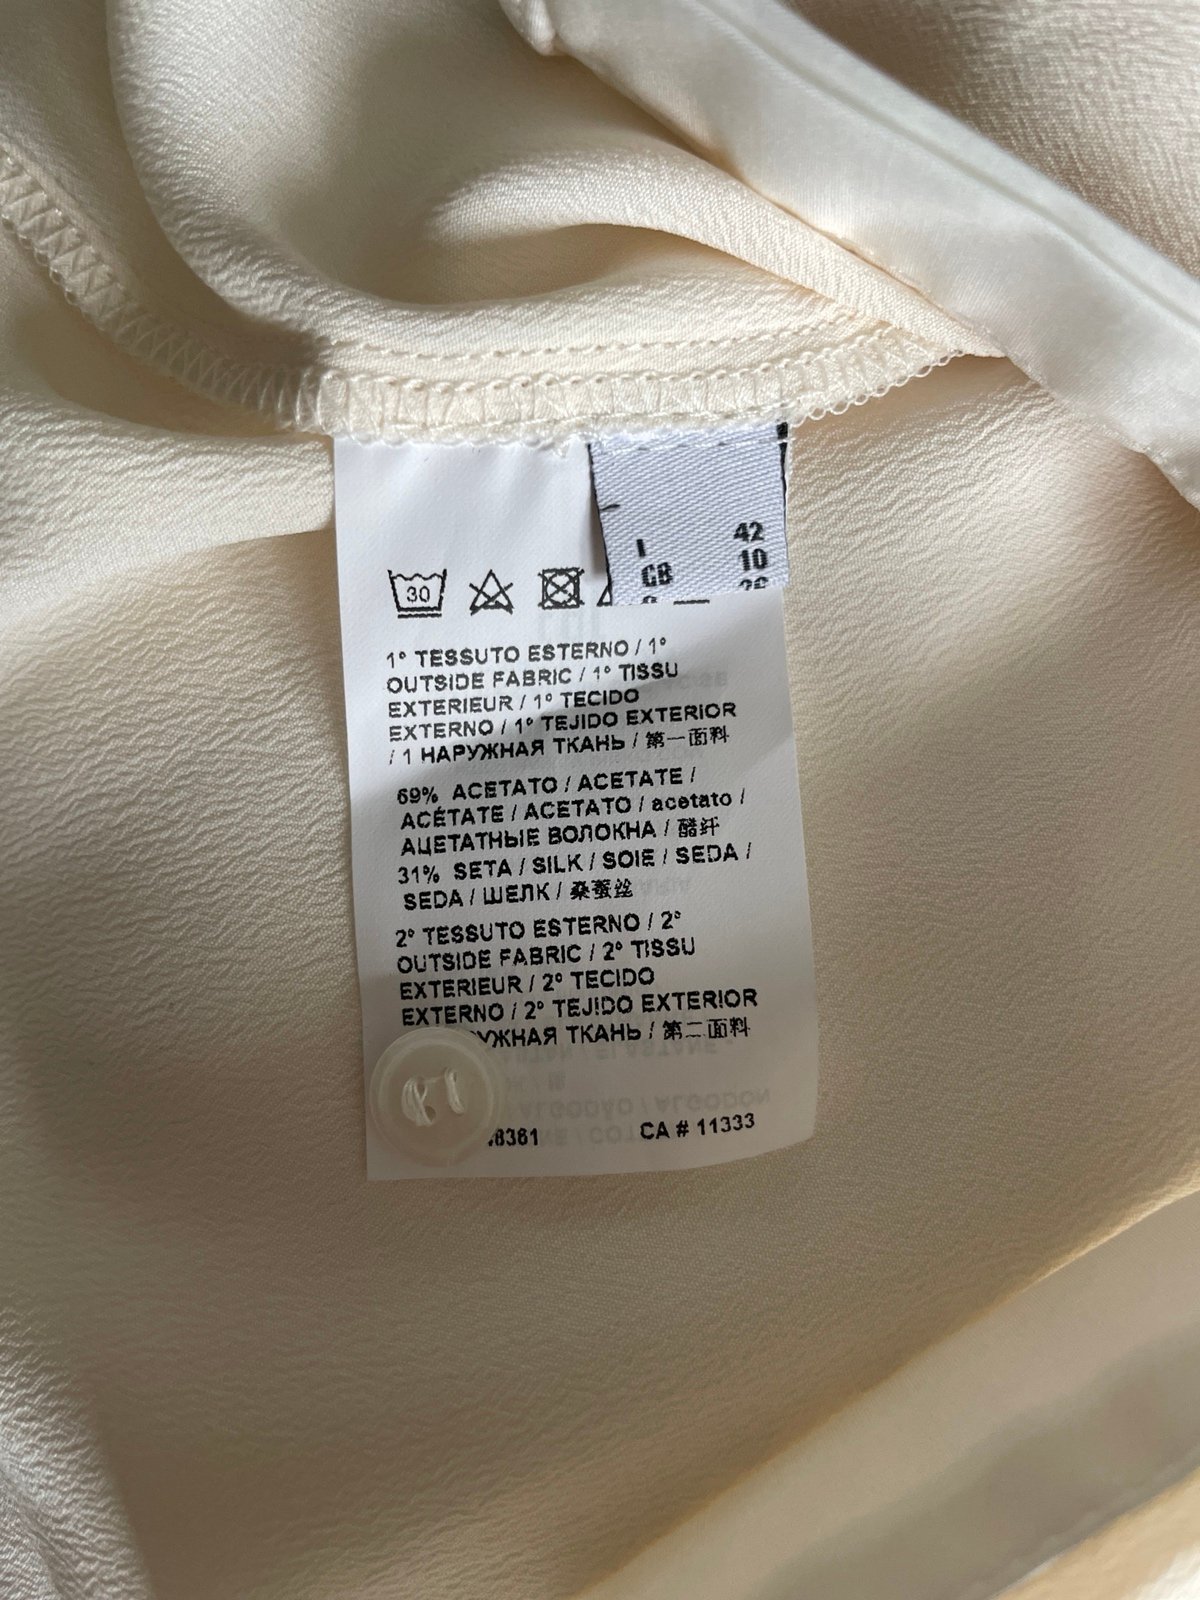 I 42
GB 10
30
1° TESSUTO ESTERNO / 1°
OUTSIDE FABRIC / 1° TISSU
EXTERIEUR / 1° TECIDO
EXTERNO / 1° TEJIDO EXTERIOR
/ 1 НАРУЖНАЯ ТКАНЬ / 第一面料
69% ACETATO / ACETATE /
ACÉTATE / ACETATO / acetato /
АЦЕТАТНЫЕ ВОЛОКНА / 醋纤
31% SETA / SILK / SOIE / SEDA /
SEDA / ШЕЛК / 桑蚕丝
2° TESSUTO ESTERNO / 2°
OUTSIDE FABRIC / 2° TISSU
EXTERIEUR / 2° TECIDO
EXTERNO / 2° TEJIDO EXTERIOR
ТКАНЬ / 第二面料
CA # 11333